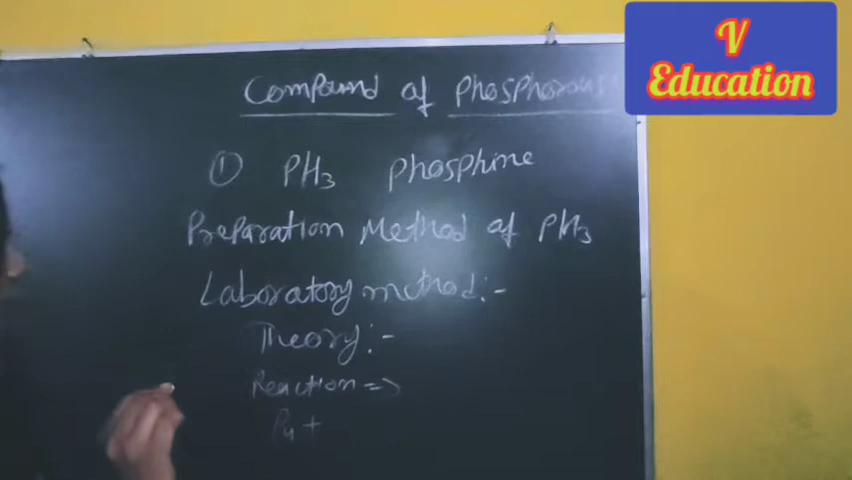 V
Education
Compound of Phosphorous
① PH3 Phosphine
Preparation Method of PH3
Laboratory method:-
Theory:-
Reaction =>
P4 +